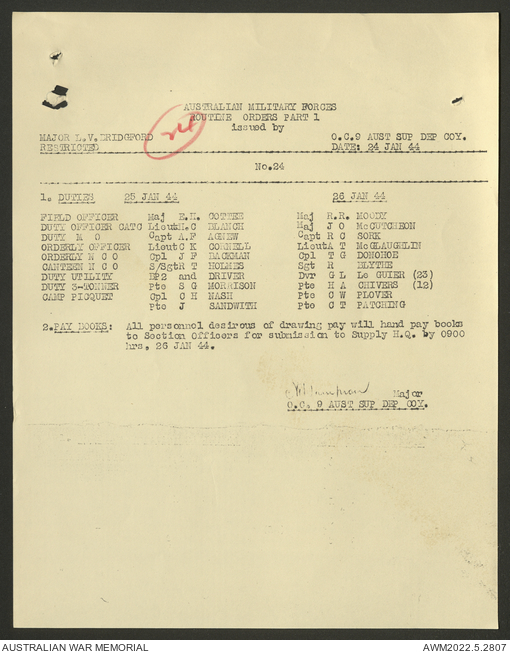 AUSTRALIAN MILITARY FORCES
ROUTINE ORDERS PART 1
issued by
MAJOR L.V.BRIDGFORD O.C.9 AUST SUP DEP COY.
RESTRICTED DATE: 24 JAN 44
No.24
1. DUTIES 25 JAN 44 26 JAN 44
FIELD OFFICER Maj E.H. COTTEE Maj R.R. MOODY
DUTY OFFICER CATC Lieut H.C BLANCH Maj J O McCUTCHEON
DUTY M O Capt A.F AGNEW Capt R C SORK
ORDERLY OFFICER Lieut C K CORNELL Lieut A T McGLAUGHLIN
ORDERLY N C O Cpl J F BACKMAN Cpl T G DONOHOE
CANTEEN N C O S/Sgt R T HOLMES Sgt R BLYTHE
DUTY UTILITY and DRIVER Dvr G L Le GUIER (23)
DUTY 3-TONNER Pte S G MORRISON Pte H A CHIVERS (12)
CAMP PICQUET Cpl C H NASH Pte C W PLOVER
Pte J SANDWITH Pte C T PATCHING
2.PAY BOOKS: All personnel desirous of drawing pay will hand pay books
to Section Officers for submission to Supply H.Q. by 0900
hrs, 26 JAN 44.
Major
O.C. 9 AUST SUP DEP COY.
AUSTRALIAN WAR MEMORIAL AWM2022.5.2807